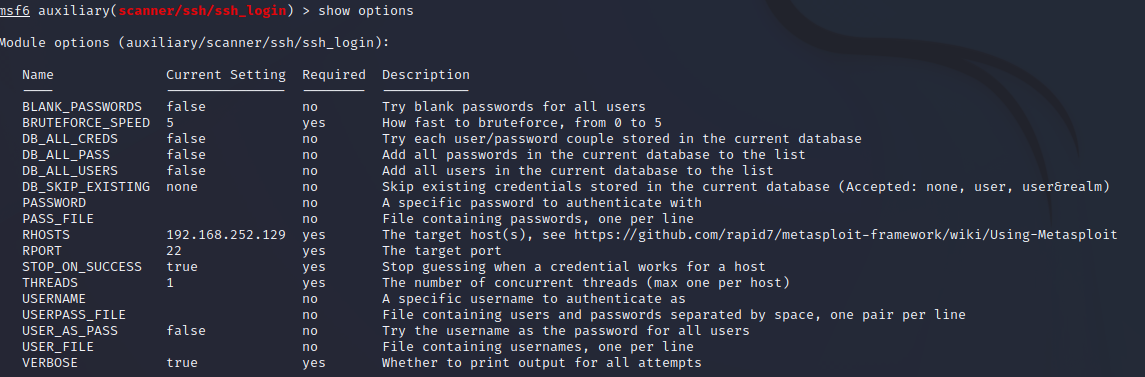 msf6 auxiliary(scanner/ssh/ssh_login) > show options
Module options (auxiliary/scanner/ssh/ssh_login):
Name Current Setting Required Description
BLANK_PASSWORDS false no Try blank passwords for all users
BRUTEFORCE_SPEED 5 yes How fast to bruteforce, from 0 to 5
DB_ALL_CREDS false no Try each user/password couple stored in the current database
DB_ALL_PASS false no Add all passwords in the current database to the list
DB_ALL_USERS false no Add all users in the current database to the list
DB_SKIP_EXISTING none no Skip existing credentials stored in the current database (Accepted: none, user, user&realm)
PASSWORD no A specific password to authenticate with
PASS_FILE no File containing passwords, one per line
RHOSTS 192.168.252.129 yes The target host(s), see https://github.com/rapid7/metasploit-framework/wiki/Using-Metasploit
RPORT 22 yes The target port
STOP_ON_SUCCESS true yes Stop guessing when a credential works for a host
THREADS 1 yes The number of concurrent threads (max one per host)
USERNAME no A specific username to authenticate as
USERPASS_FILE no File containing users and passwords separated by space, one pair per line
USER_AS_PASS false no Try the username as the password for all users
USER_FILE no File containing usernames, one per line
VERBOSE true yes Whether to print output for all attempts